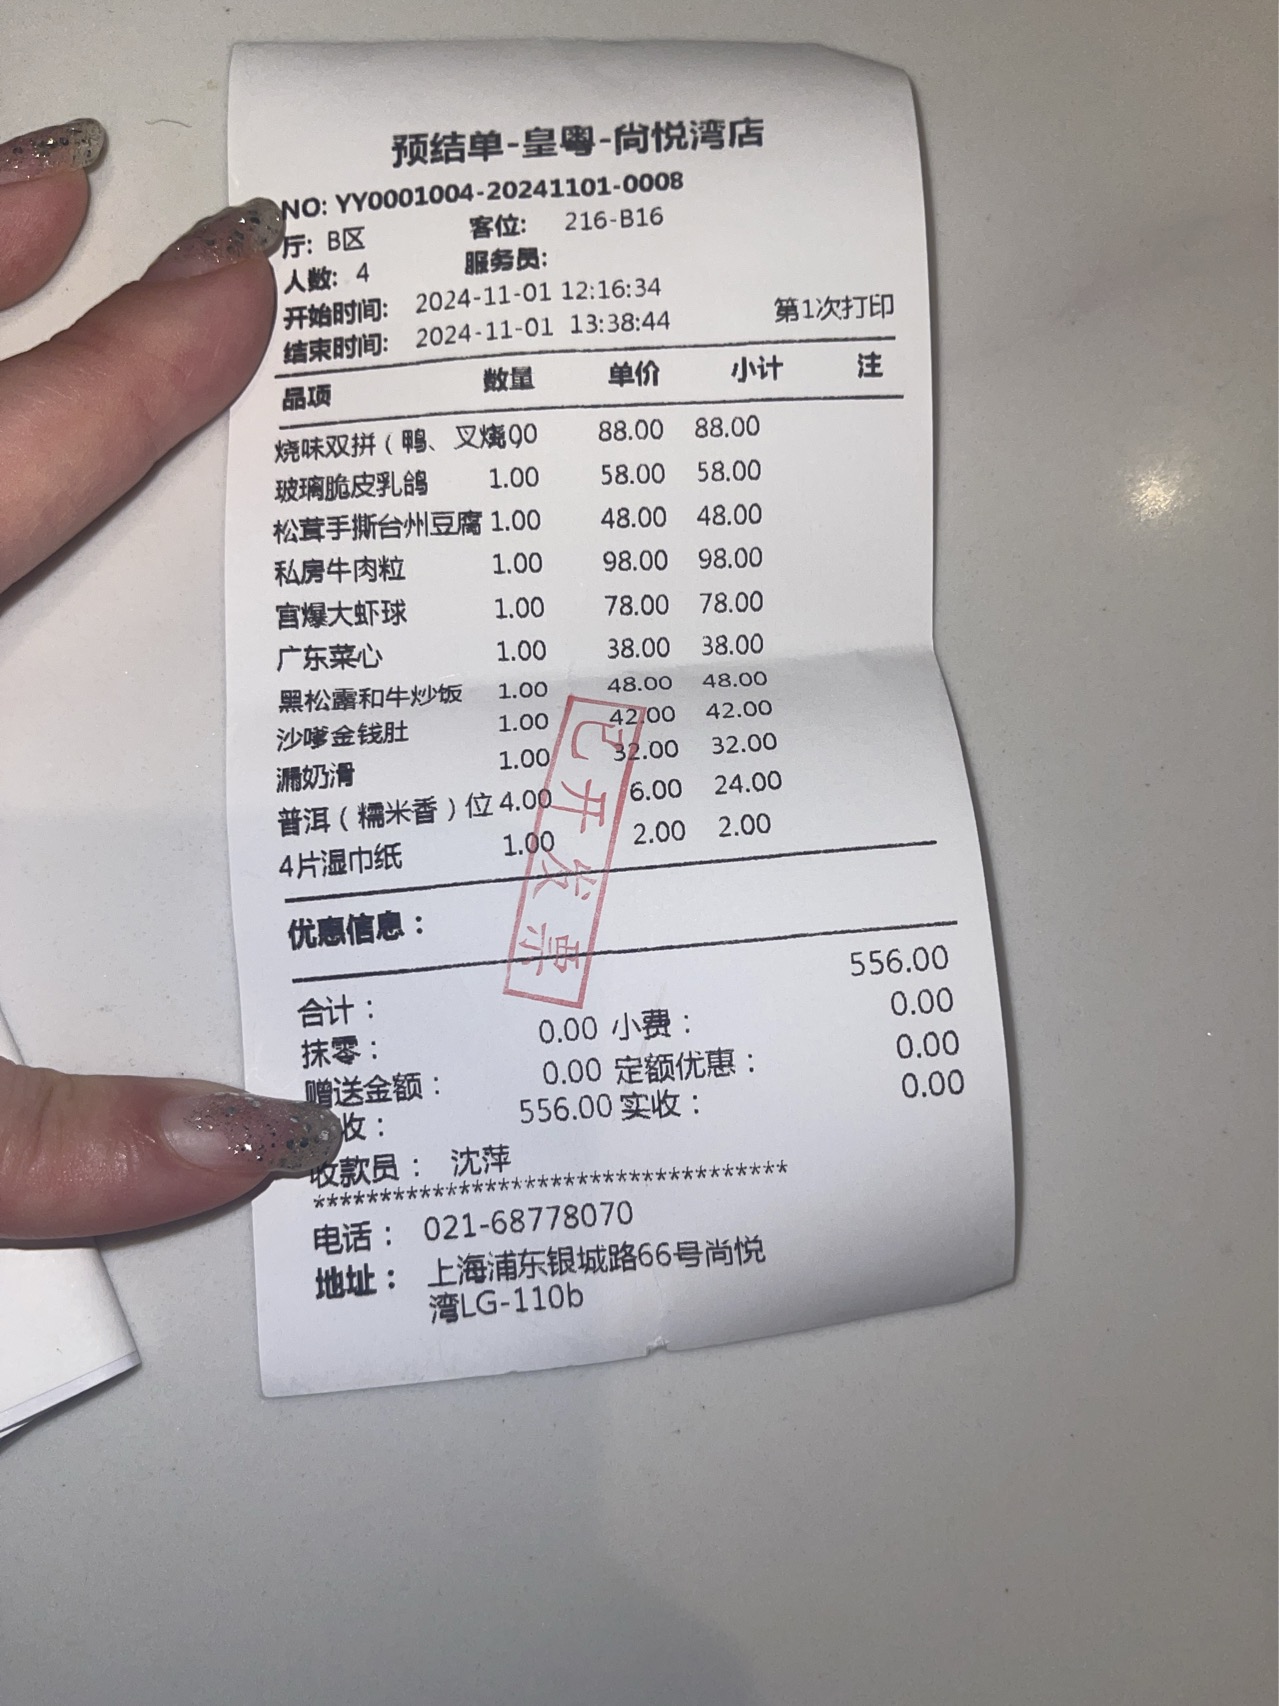 预结单-皇粤-尚悦湾店
NO: YY0001004-20241101-0008
厅: B区 客位: 216-B16
人数: 4 服务员:
开始时间: 2024-11-01 12:16:34
结束时间: 2024-11-01 13:38:44 第1次打印
品项 数量 单价 小计 注
烧味双拼（鸭、叉烧 00 88.00 88.00
玻璃脆皮乳鸽 1.00 58.00 58.00
松茸手撕台州豆腐 1.00 48.00 48.00
私房牛肉粒 1.00 98.00 98.00
宫爆大虾球 1.00 78.00 78.00
广东菜心 1.00 38.00 38.00
黑松露和牛炒饭 1.00 48.00 48.00
沙嗲金钱肚 1.00 42.00 42.00
漏奶滑 1.00 32.00 32.00
普洱（糯米香）位 4.00 6.00 24.00
4片湿巾纸 1.00 2.00 2.00
已开发票
优惠信息：
合计： 556.00
抹零： 0.00 小费： 0.00
赠送金额： 0.00 定额优惠： 0.00
收： 556.00 实收： 0.00
收款员： 沈萍
************************************
电话： 021-68778070
地址： 上海浦东银城路66号尚悦
湾LG-110b